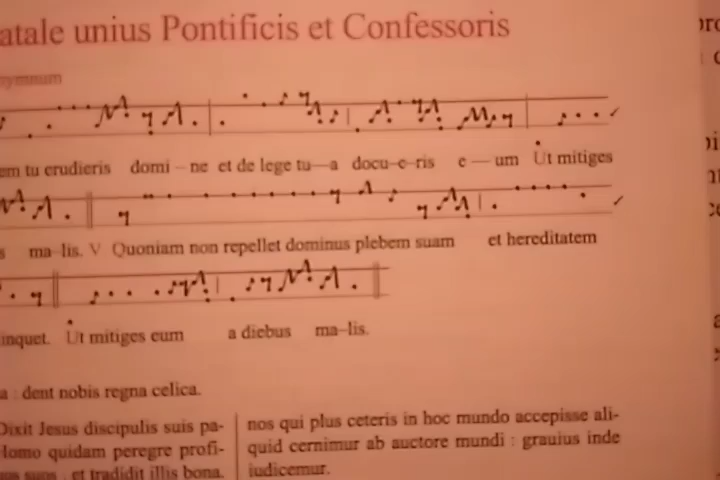 unius Pontificis et Confessoris
tu erudieris domi – ne et de lege tu—a docu–e–ris e — um Ut mitiges
ma–lis. V Quoniam non repellet dominus plebem suam et hereditatem
Ut mitiges eum a diebus ma–lis.
a : dent nobis regna celica.
Dixit Jesus discipulis suis pa-
Homo quidam peregre profi-
et tradidit illis bona.
nos qui plus ceteris in hoc mundo accepisse ali-
quid cernimur ab auctore mundi : grauius inde
iudicemur.